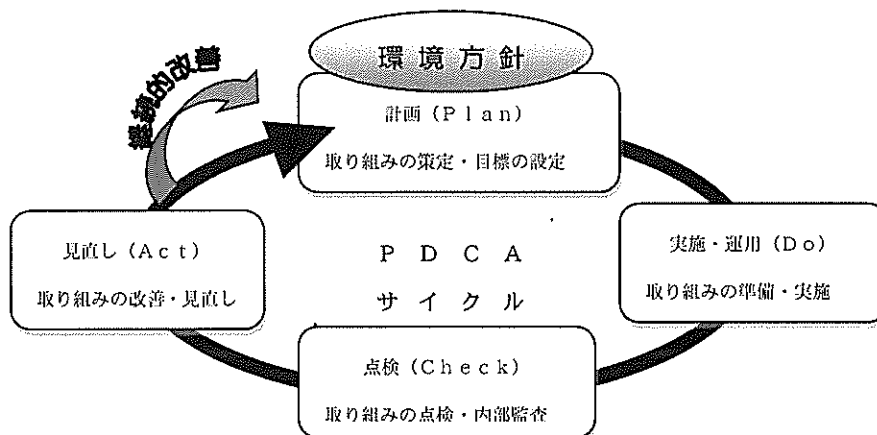 環境方針
継続的改善
計画（Ｐｌａｎ）
取り組みの策定・目標の設定
見直し（Ａｃｔ）
取り組みの改善・見直し
ＰＤＣＡ
サイクル
実施・運用（Ｄｏ）
取り組みの準備・実施
点検（Ｃｈｅｃｋ）
取り組みの点検・内部監査